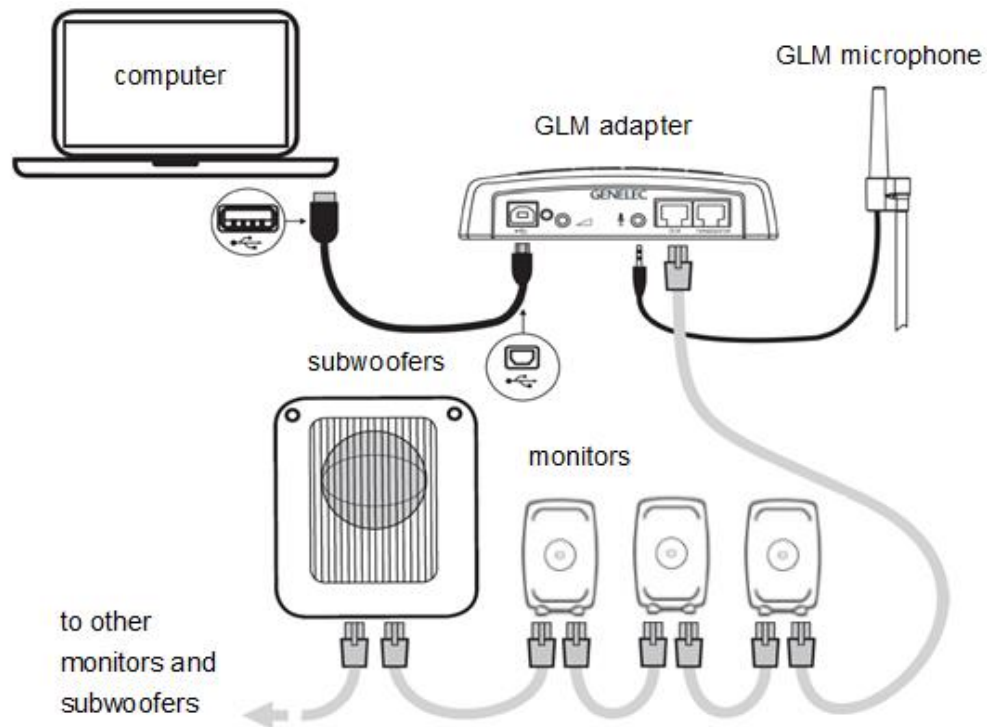 computer
GLM microphone
GLM adapter
GENELEC
subwoofers
monitors
to other
monitors and
subwoofers